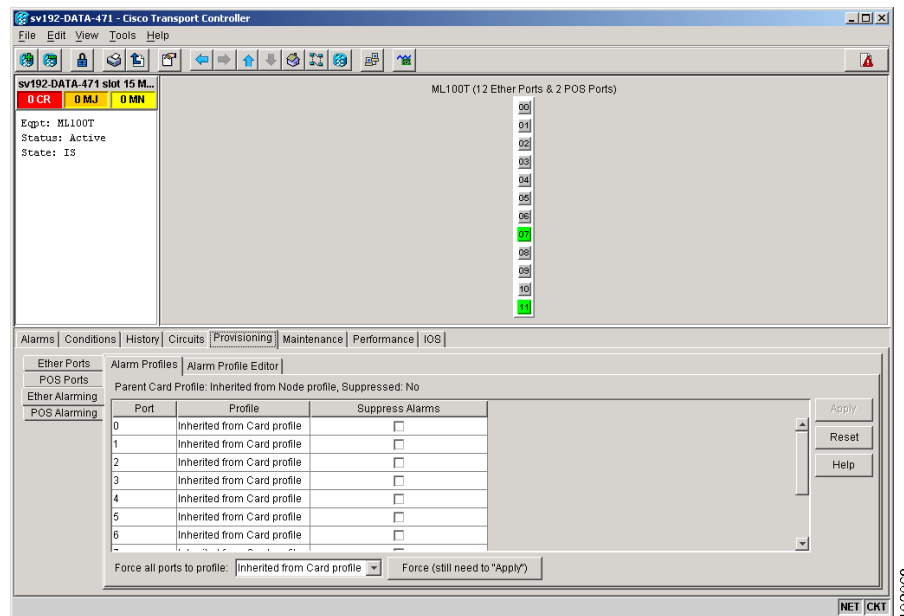 sv192-DATA-471 - Cisco Transport Controller
File Edit View Tools Help
sv192-DATA-471 slot 15 M...
0 CR 0 MJ 0 MN
Eqpt: ML100T
Status: Active
State: IS
ML100T (12 Ether Ports & 2 POS Ports)
00
01
02
03
04
05
06
07
08
09
10
11
Alarms Conditions History Circuits Provisioning Maintenance Performance IOS
Ether Ports
POS Ports
Ether Alarming
POS Alarming
Alarm Profiles Alarm Profile Editor
Parent Card Profile: Inherited from Node profile, Suppressed: No
Port Profile Suppress Alarms
0 Inherited from Card profile
1 Inherited from Card profile
2 Inherited from Card profile
3 Inherited from Card profile
4 Inherited from Card profile
5 Inherited from Card profile
6 Inherited from Card profile
Apply
Reset
Help
Force all ports to profile: Inherited from Card profile Force (still need to "Apply")
NET CKT